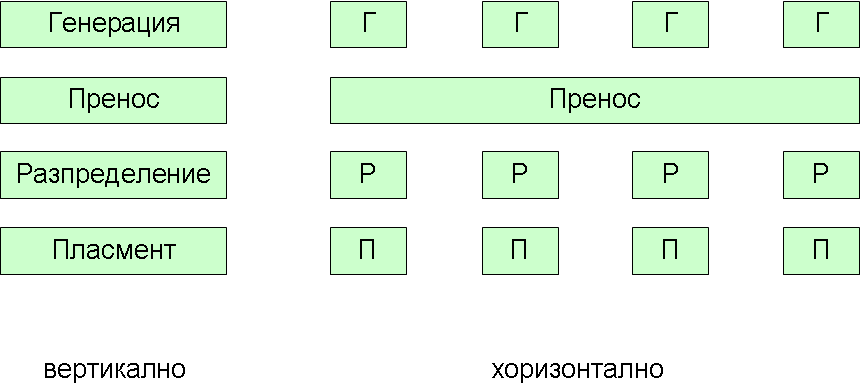 Генерация Г Г Г Г
Пренос Пренос
Разпределение Р Р Р Р
Пласмент П П П П
вертикално хоризонтално